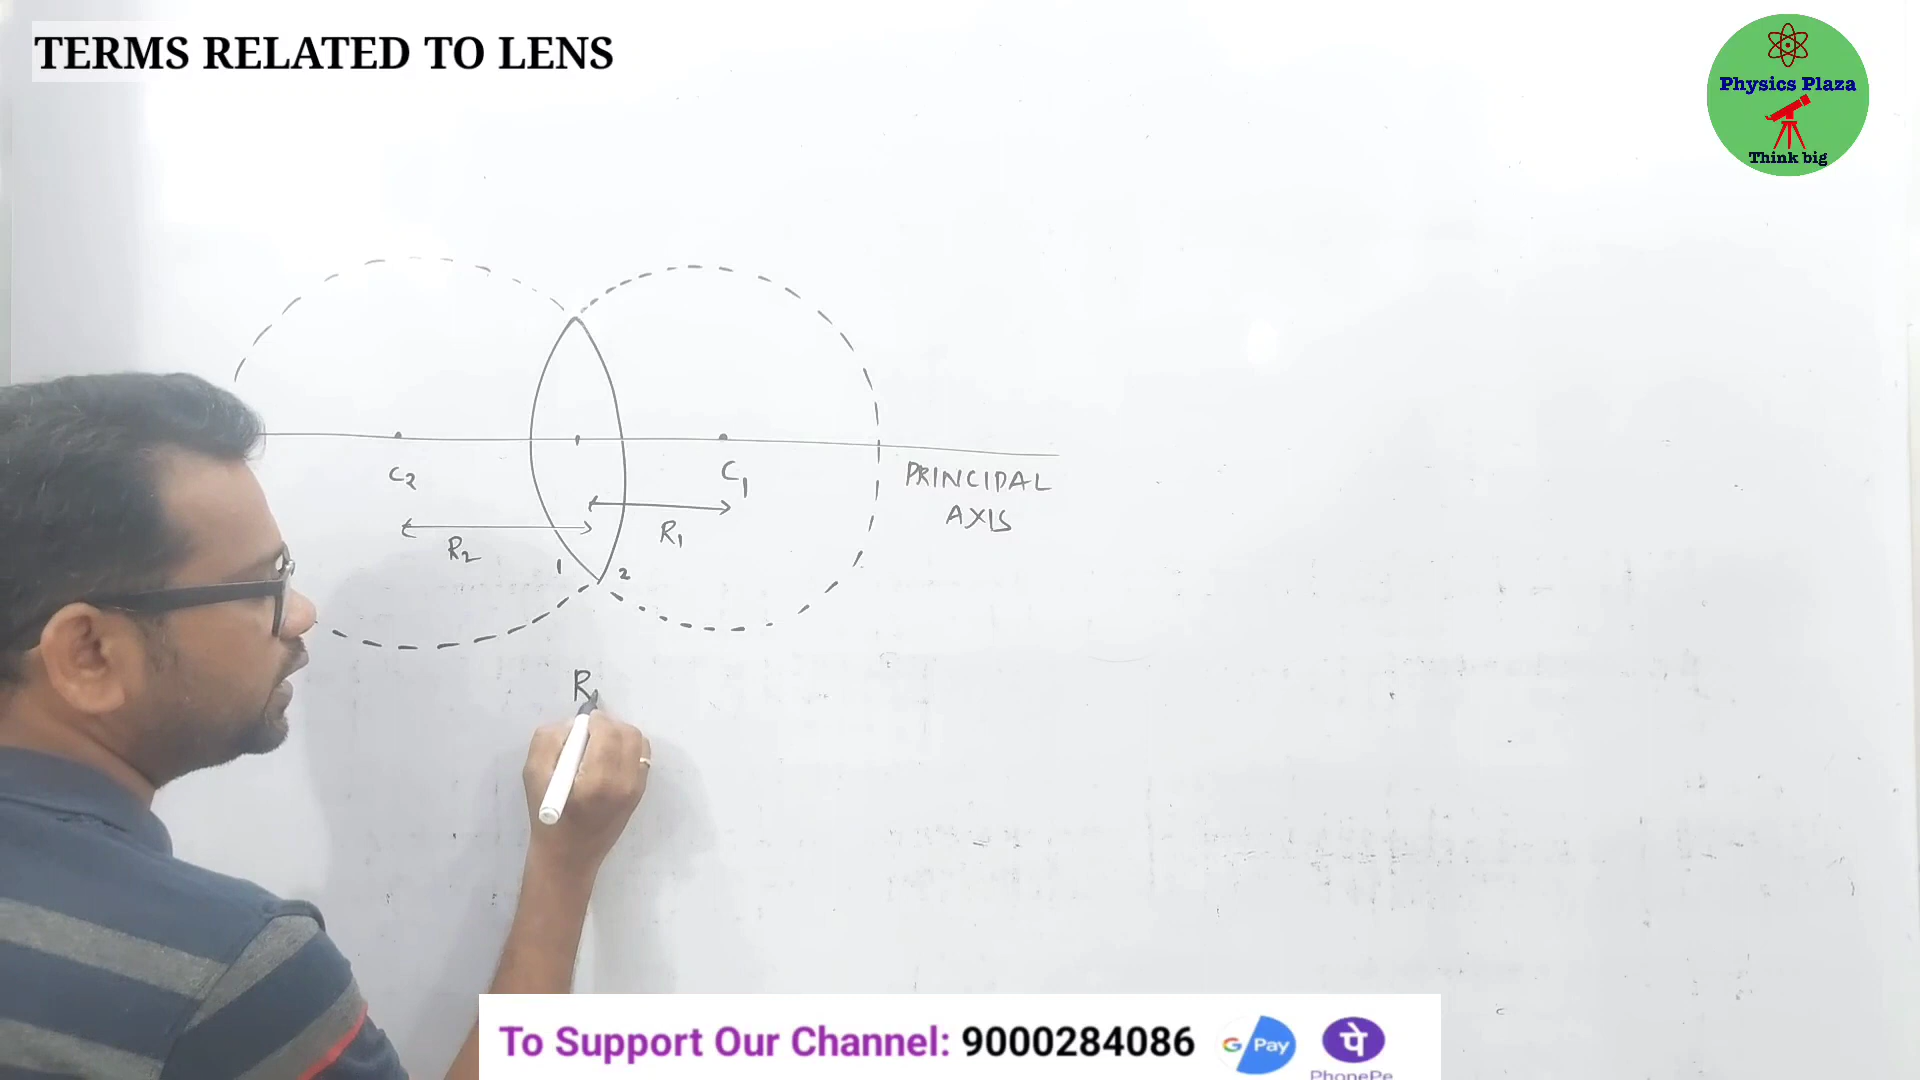 TERMS RELATED TO LENS
Physics Plaza
Think big
C2
C1
PRINCIPAL
AXIS
R1
R2
1
2
R
To Support Our Channel: 9000284086
G Pay
पे
PhonePe